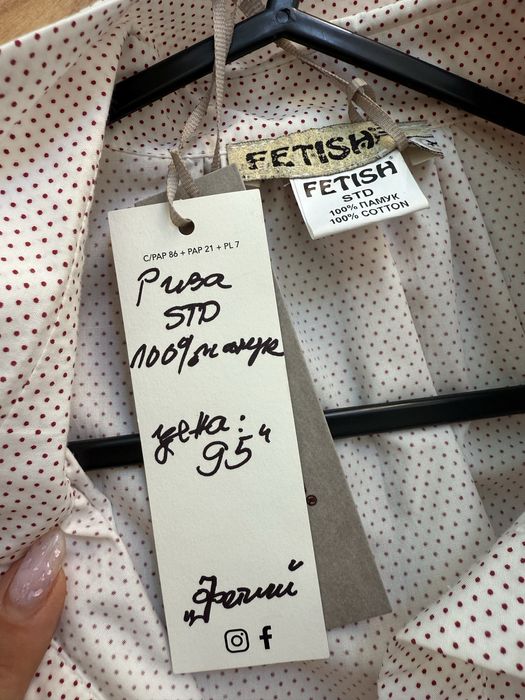 FETISH
FETISH
STD
100% ПАМУК
100% COTTON
C/PAP 86 + PAP 21 + PL 7
Риза
STD
100% памук
цена:
95"
"Фетиш"